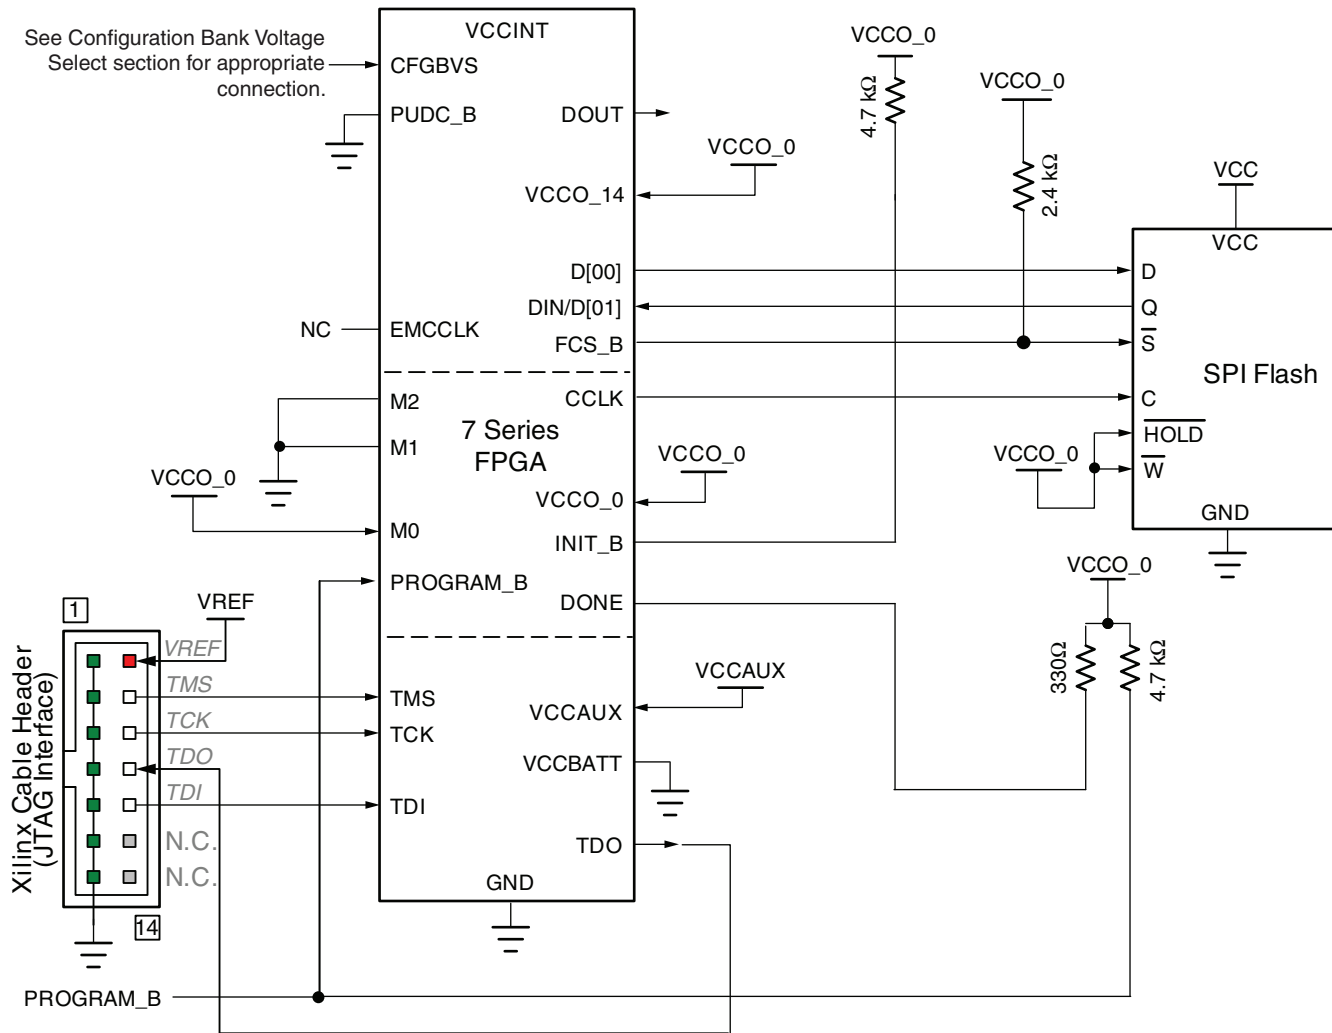 See Configuration Bank Voltage
Select section for appropriate
connection.
VCCINT
CFGBVS
PUDC_B
DOUT
VCCO_0
VCCO_14
VCCO_0
4.7 kΩ
VCCO_0
2.4 kΩ
VCC
VCC
D[00]
D
DIN/D[01]
Q
NC
EMCCLK
FCS_B
S
SPI Flash
M2
CCLK
C
7 Series
FPGA
M1
HOLD
W
VCCO_0
VCCO_0
VCCO_0
VCCO_0
GND
M0
INIT_B
PROGRAM_B
DONE
VCCO_0
330Ω
4.7 kΩ
1
VREF
Xilinx Cable Header
(JTAG Interface)
VREF
TMS
TMS
TCK
TCK
TDO
TDI
TDI
N.C.
N.C.
14
VCCAUX
VCCAUX
VCCBATT
TDO
GND
PROGRAM_B